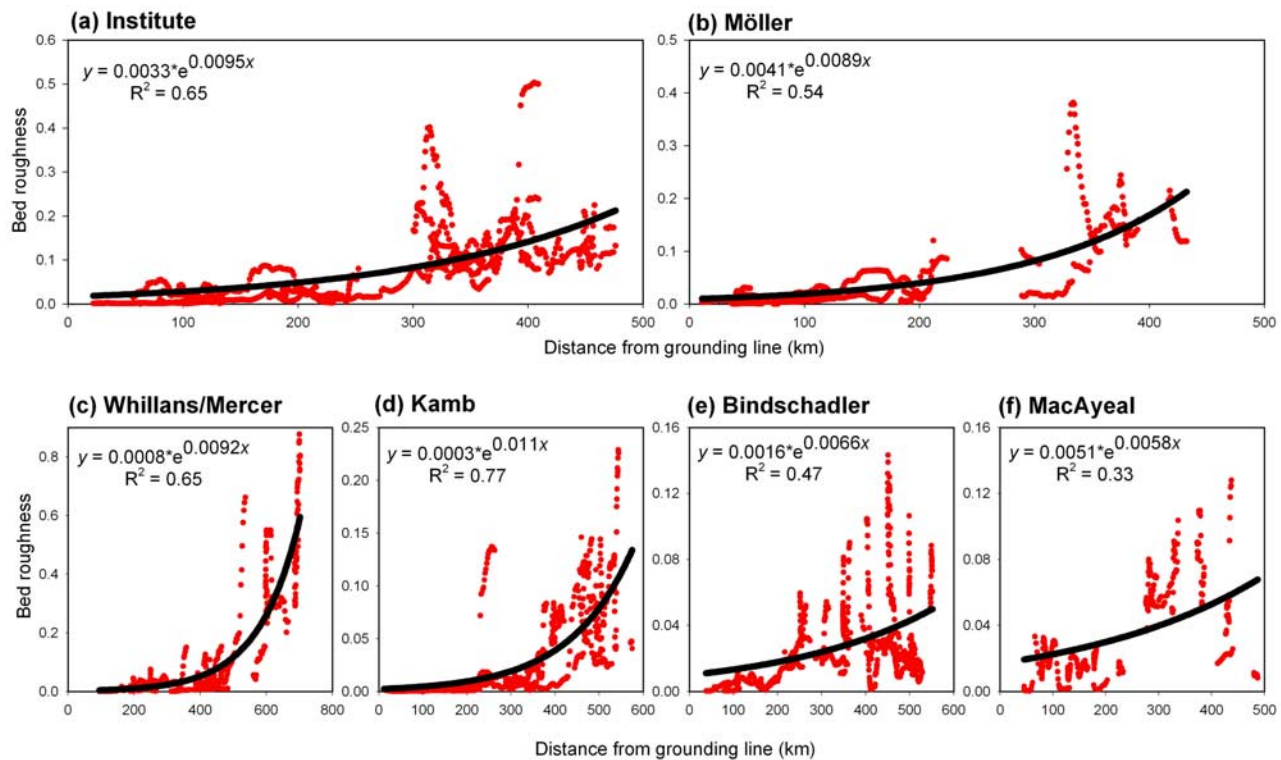 (a) Institute
(b) Möller
y = 0.0033*e0.0095x
R2 = 0.65
y = 0.0041*e0.0089x
R2 = 0.54
Bed roughness
0.6
0.5
0.4
0.3
0.2
0.1
0.0
0 100 200 300 400 500
0.5
0.4
0.3
0.2
0.1
0.0
0 100 200 300 400 500
Distance from grounding line (km)
(c) Whillans/Mercer
(d) Kamb
(e) Bindschadler
(f) MacAyeal
y = 0.0008*e0.0092x
R2 = 0.65
y = 0.0003*e0.011x
R2 = 0.77
y = 0.0016*e0.0066x
R2 = 0.47
y = 0.0051*e0.0058x
R2 = 0.33
Bed roughness
0.8
0.6
0.4
0.2
0.0
0 200 400 600 800
0.25
0.20
0.15
0.10
0.05
0.00
0 100 200 300 400 500 600
0.16
0.12
0.08
0.04
0.00
0 100 200 300 400 500 600
0.16
0.12
0.08
0.04
0.00
0 100 200 300 400 500
Distance from grounding line (km)